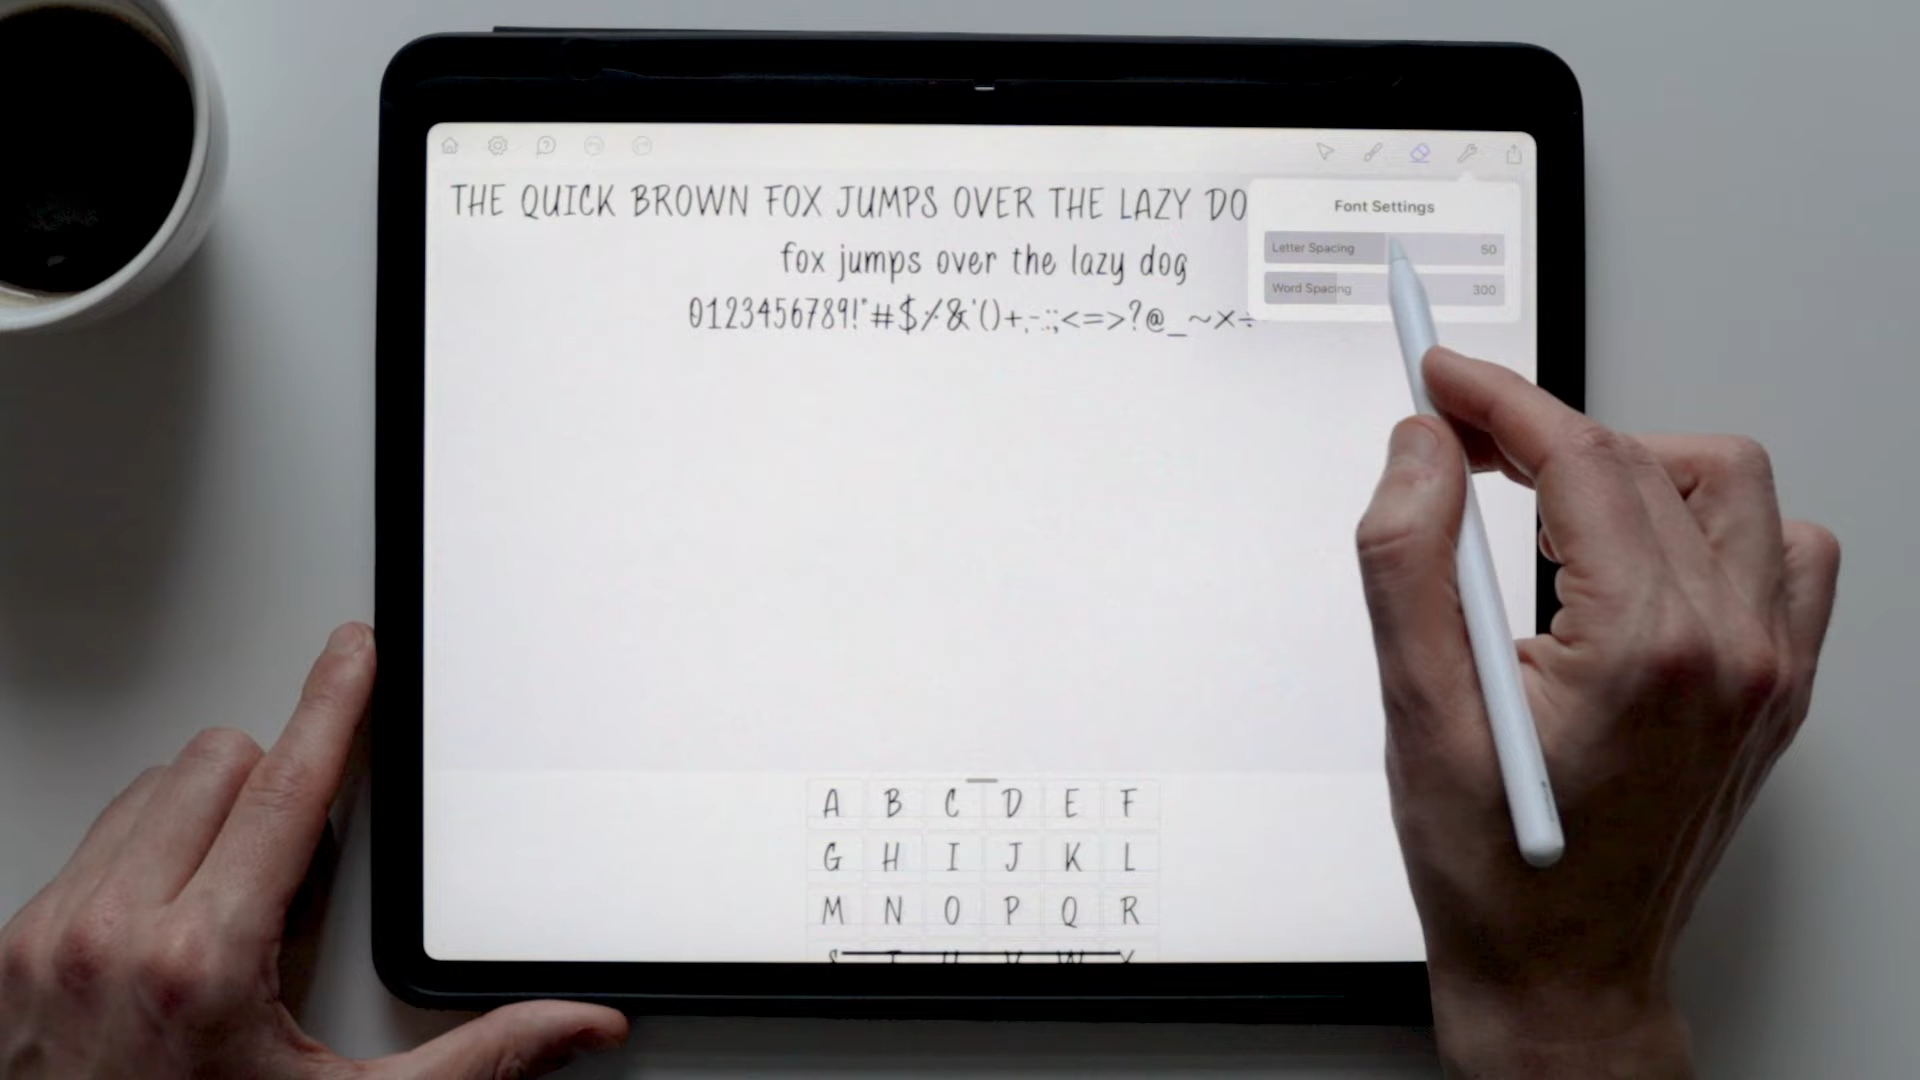 THE QUICK BROWN FOX JUMPS OVER THE LAZY DO
fox jumps over the lazy dog
0123456789!"#$%&'()+,-.:;<=>?@_~×÷
Font Settings
Letter Spacing 50
Word Spacing 300
A B C D E F
G H I J K L
M N O P Q R